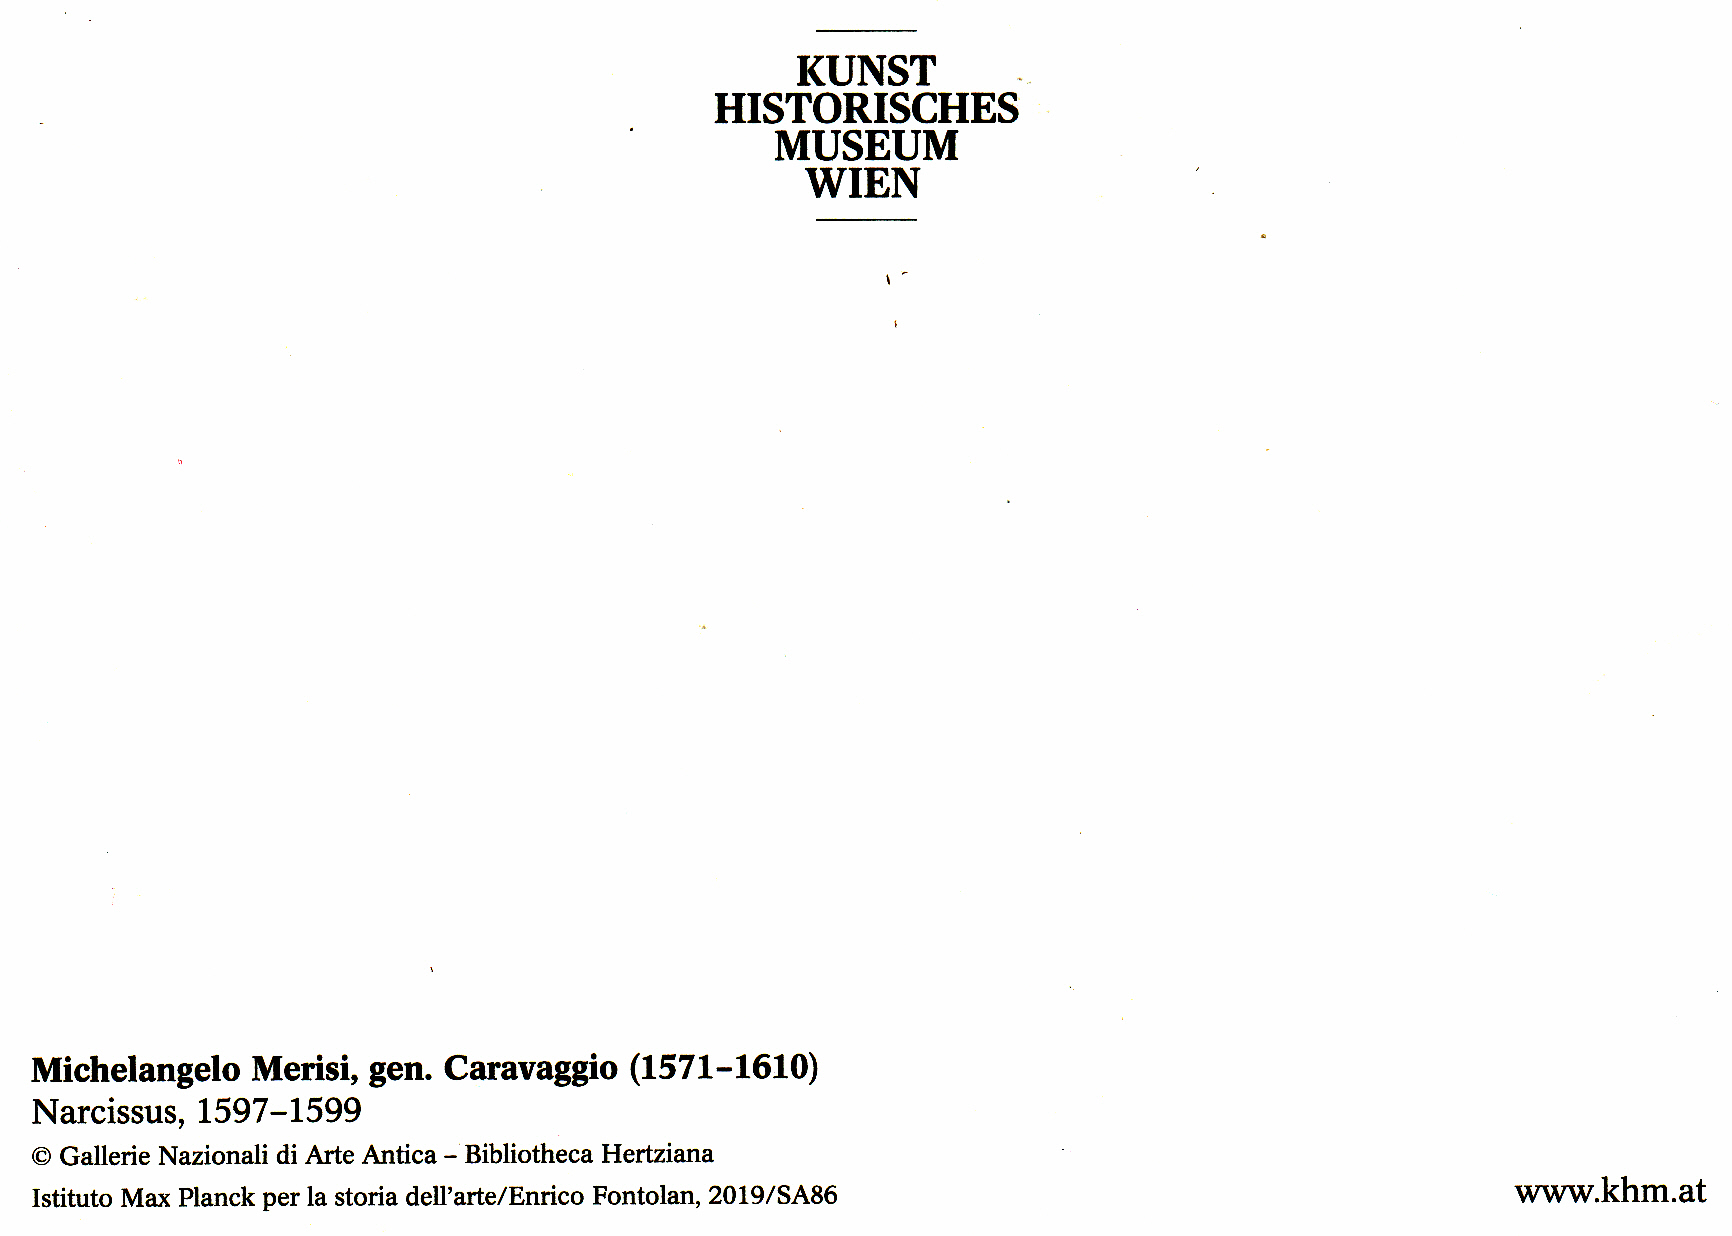 KUNST
HISTORISCHES
MUSEUM
WIEN
Michelangelo Merisi, gen. Caravaggio (1571–1610)
Narcissus, 1597–1599
© Gallerie Nazionali di Arte Antica – Bibliotheca Hertziana
Istituto Max Planck per la storia dell'arte/Enrico Fontolan, 2019/SA86
www.khm.at